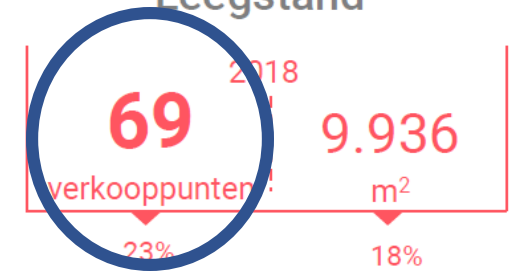 Leegstand
2018
69
9.936
verkooppunten
m²
23%
18%